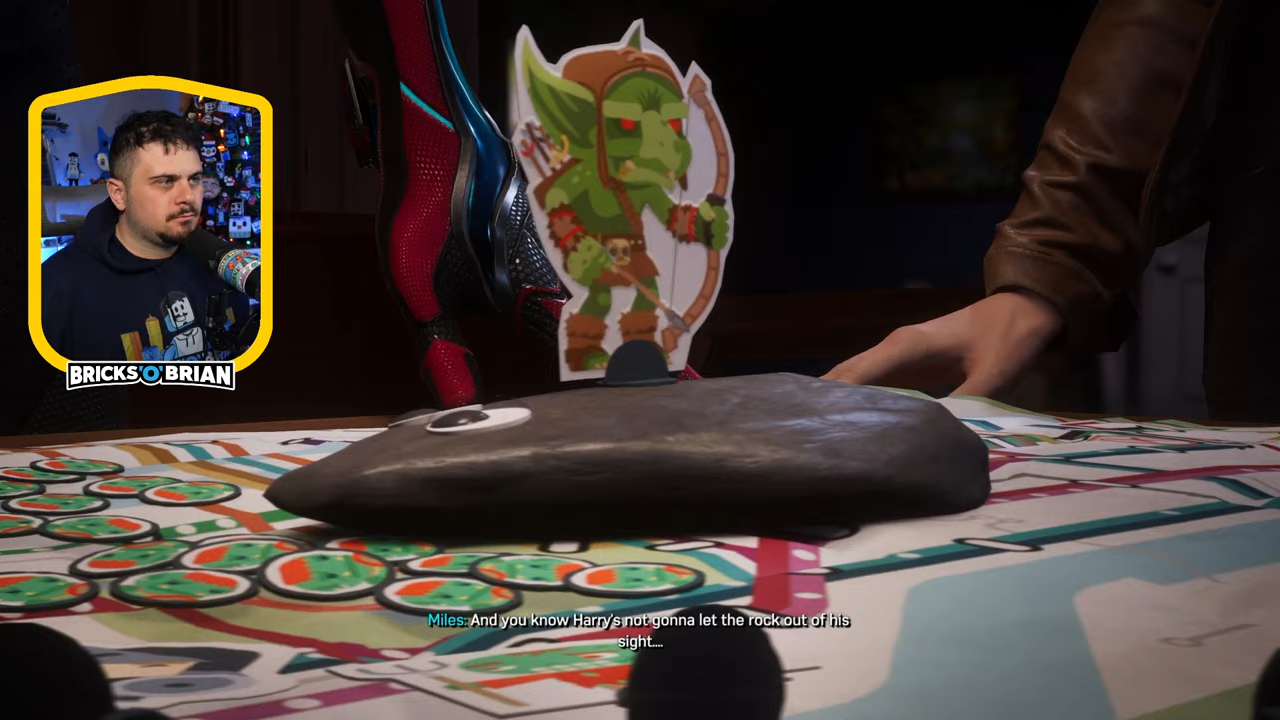 BRICKS'O'BRIAN
Miles: And you know Harry's not gonna let the rock out of his
sight....